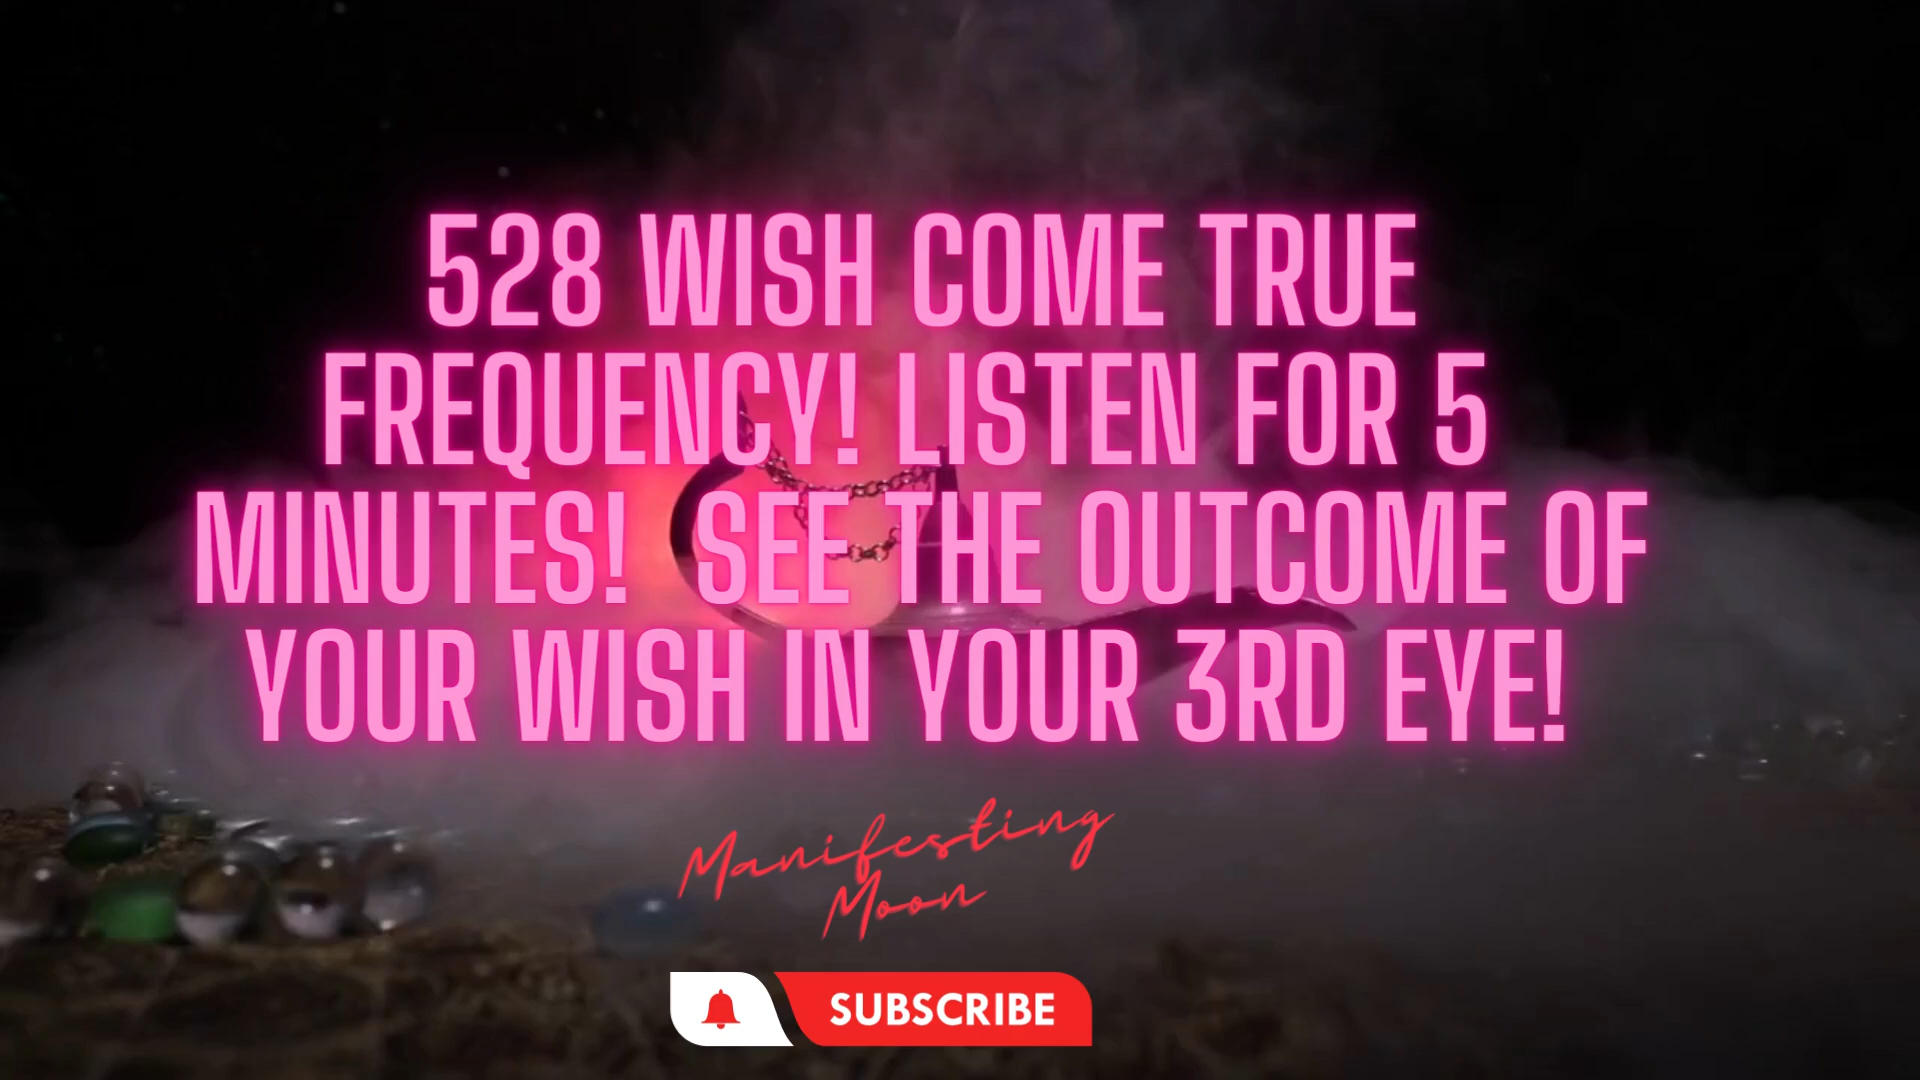 528 WISH COME TRUE
FREQUENCY! LISTEN FOR 5
MINUTES! SEE THE OUTCOME OF
YOUR WISH IN YOUR 3RD EYE!
Manifesting
Moon
SUBSCRIBE